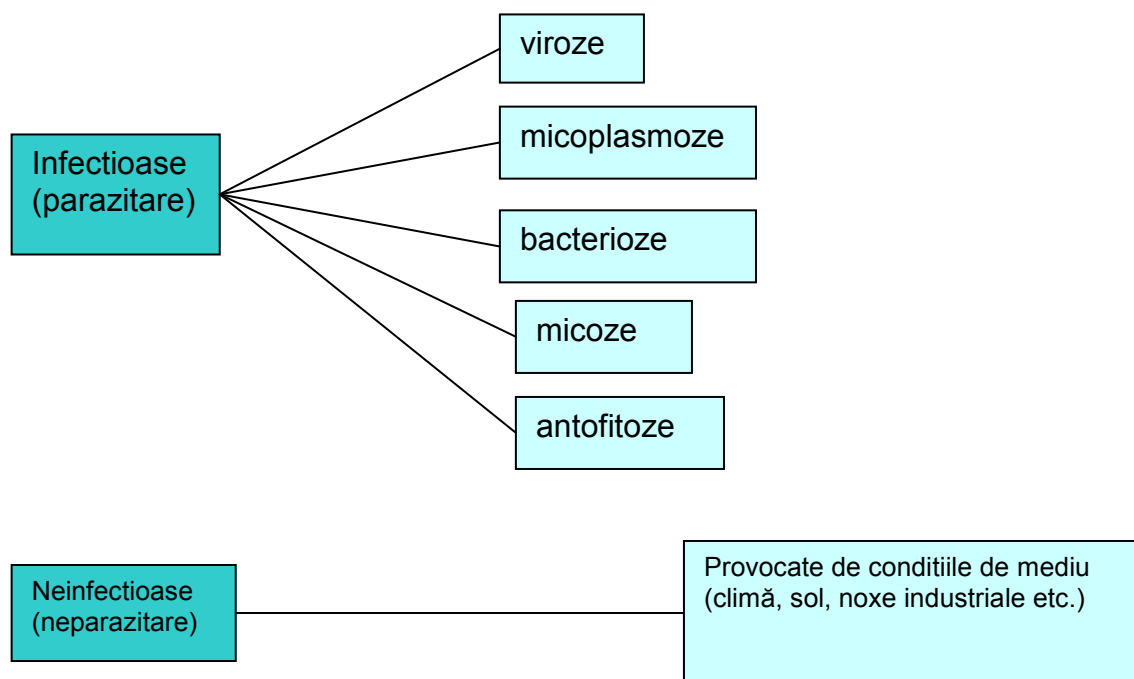 viroze
micoplasmoze
Infectioase
(parazitare)
bacterioze
micoze
antofitoze
Neinfectioase
(neparazitare)
Provocate de conditiile de mediu
(climă, sol, noxe industriale etc.)